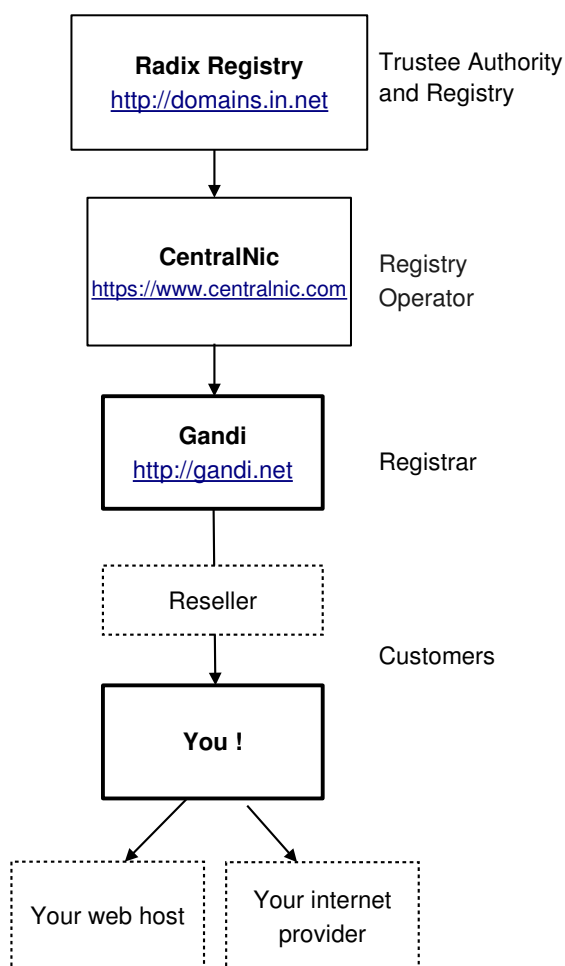 Radix Registry
http://domains.in.net
Trustee Authority
and Registry
CentralNic
https://www.centralnic.com
Registry
Operator
Gandi
http://gandi.net
Registrar
Reseller
Customers
You !
Your web host
Your internet
provider